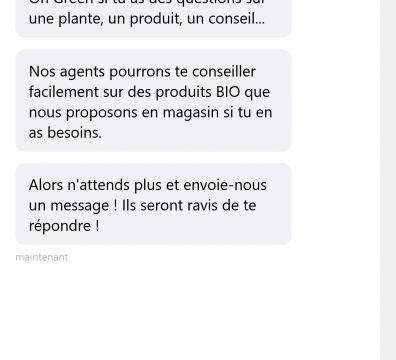 On Green si tu as des questions sur
une plante, un produit, un conseil...
Nos agents pourrons te conseiller
facilement sur des produits BIO que
nous proposons en magasin si tu en
as besoins.
Alors n'attends plus et envoie-nous
un message ! Ils seront ravis de te
répondre !
maintenant